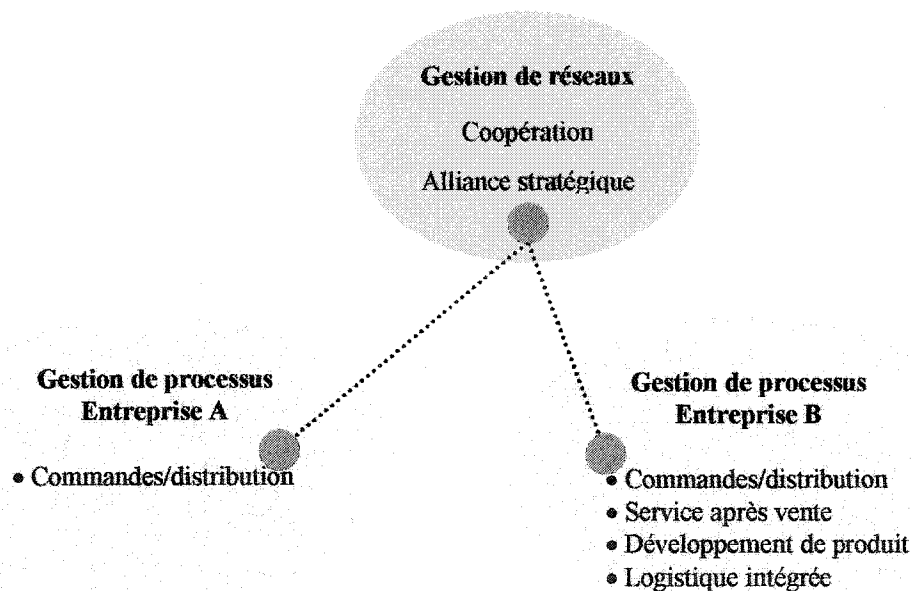 Gestion de réseaux
Coopération
Alliance stratégique
Gestion de processus
Entreprise A
• Commandes/distribution
Gestion de processus
Entreprise B
• Commandes/distribution
• Service après vente
• Développement de produit
• Logistique intégrée